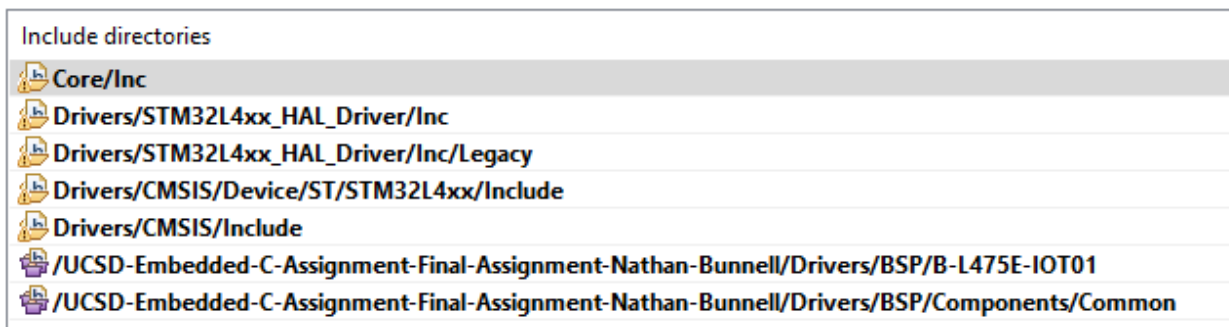 Include directories
Core/Inc
Drivers/STM32L4xx_HAL_Driver/Inc
Drivers/STM32L4xx_HAL_Driver/Inc/Legacy
Drivers/CMSIS/Device/ST/STM32L4xx/Include
Drivers/CMSIS/Include
/UCSD-Embedded-C-Assignment-Final-Assignment-Nathan-Bunnell/Drivers/BSP/B-L475E-IOT01
/UCSD-Embedded-C-Assignment-Final-Assignment-Nathan-Bunnell/Drivers/BSP/Components/Common